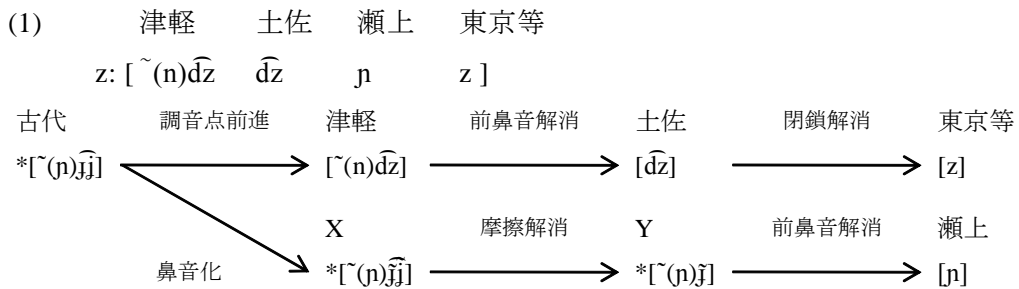 (1) 津軽 土佐 瀬上 東京等
z: [ ˜(n)d͡z d͡z ɲ z ]
古代 調音点前進 津軽 前鼻音解消 土佐 閉鎖解消 東京等
*[˜(ɲ)ɟ͡ʝ] [˜(n)d͡z] [d͡z] [z]
X 摩擦解消 Y 前鼻音解消 瀬上
鼻音化 *[˜(ɲ)ɟ̃͡ʝ] *[˜(ɲ)ɟ̃] [ɲ]